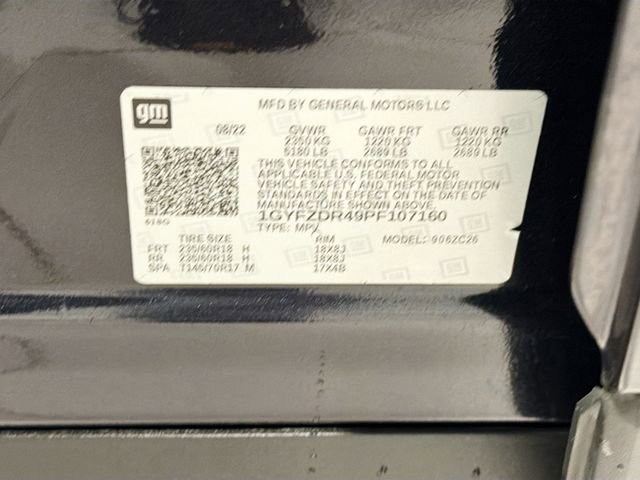 gm
MFD BY GENERAL MOTORS LLC
08/22 GVWR GAWR FRT GAWR RR
2350 KG 1220 KG 1220 KG
5180 LB 2689 LB 2689 LB
THIS VEHICLE CONFORMS TO ALL
APPLICABLE U.S. FEDERAL MOTOR
VEHICLE SAFETY AND THEFT
PREVENTION STANDARDS IN EFFECT
ON THE DATE OF
MANUFACTURE SHOWN ABOVE.
1GYFZDR49PF107160
TYPE: MPV MODEL: 906ZC26
TIRE SIZE RIM
FRT 235/60R18 H 18X8J
RR 235/60R18 H 18X8J
SPA T145/70R17 M 17X4B